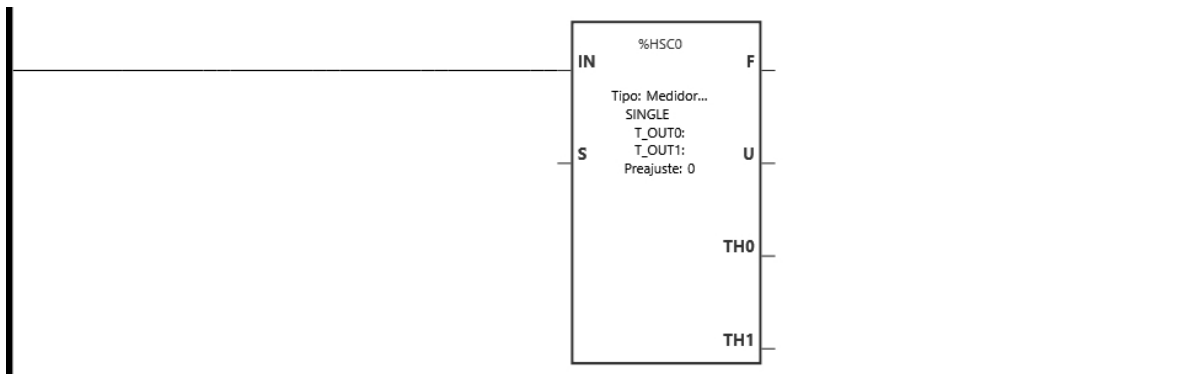 %HSC0
IN F
Tipo: Medidor...
SINGLE
T_OUT0:
T_OUT1:
S U
Preajuste: 0
TH0
TH1